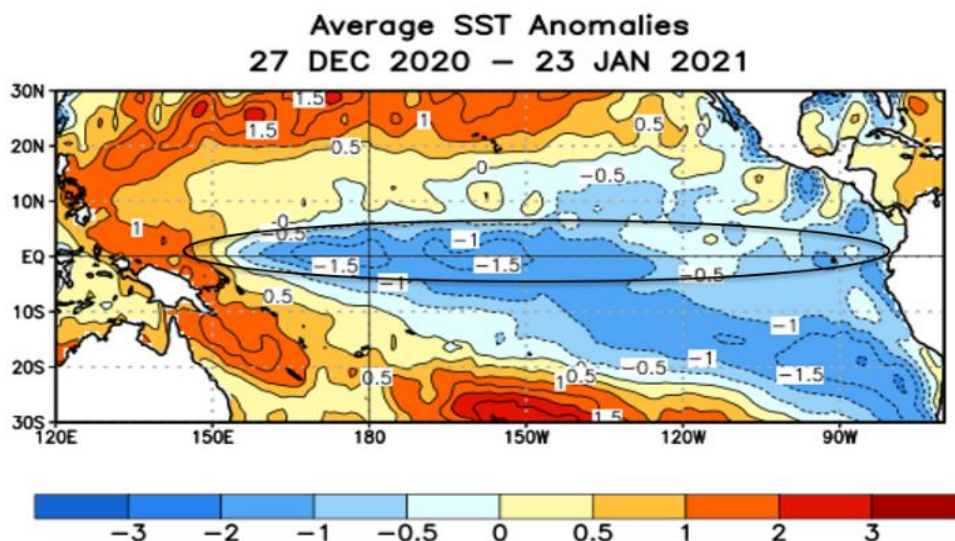 Average SST Anomalies
27 DEC 2020 – 23 JAN 2021
30N
1.5
1
1.5 0.5 0
20N 0.5
0
−0.5
10N
−0
−0.5 1 −1
EQ −1.5 −1.5
−0.5
−1
0.5
10S
−1
−1
−0.5
20S 0.5 1 0.5 −1.5
30S 1.5
120E 150E 180 150W 120W 90W
−3 −2 −1 −0.5 0 0.5 1 2 3